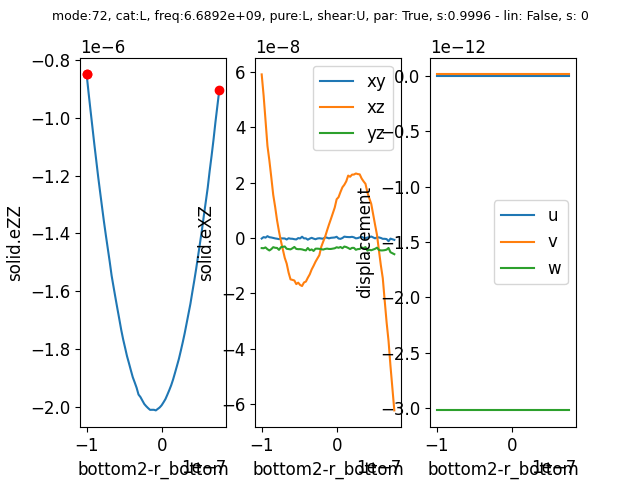 mode:72, cat:L, freq:6.6892e+09, pure:L, shear:U, par: True, s:0.9996 - lin: False, s: 0
1e−6
−0.8
−1.0
−1.2
−1.4
−1.6
−1.8
−2.0
solid.eZZ
−1
0
1e−7
bottom2-r_bottom
1e−8
6
4
2
0
−2
−4
−6
solid.eXZ
xy
xz
yz
−1
0
1e−7
bottom2-r_bottom
1e−12
0.0
−0.5
−1.0
−1.5
−2.0
−2.5
−3.0
displacement
u
v
w
−1
0
1e−7
bottom2-r_bottom